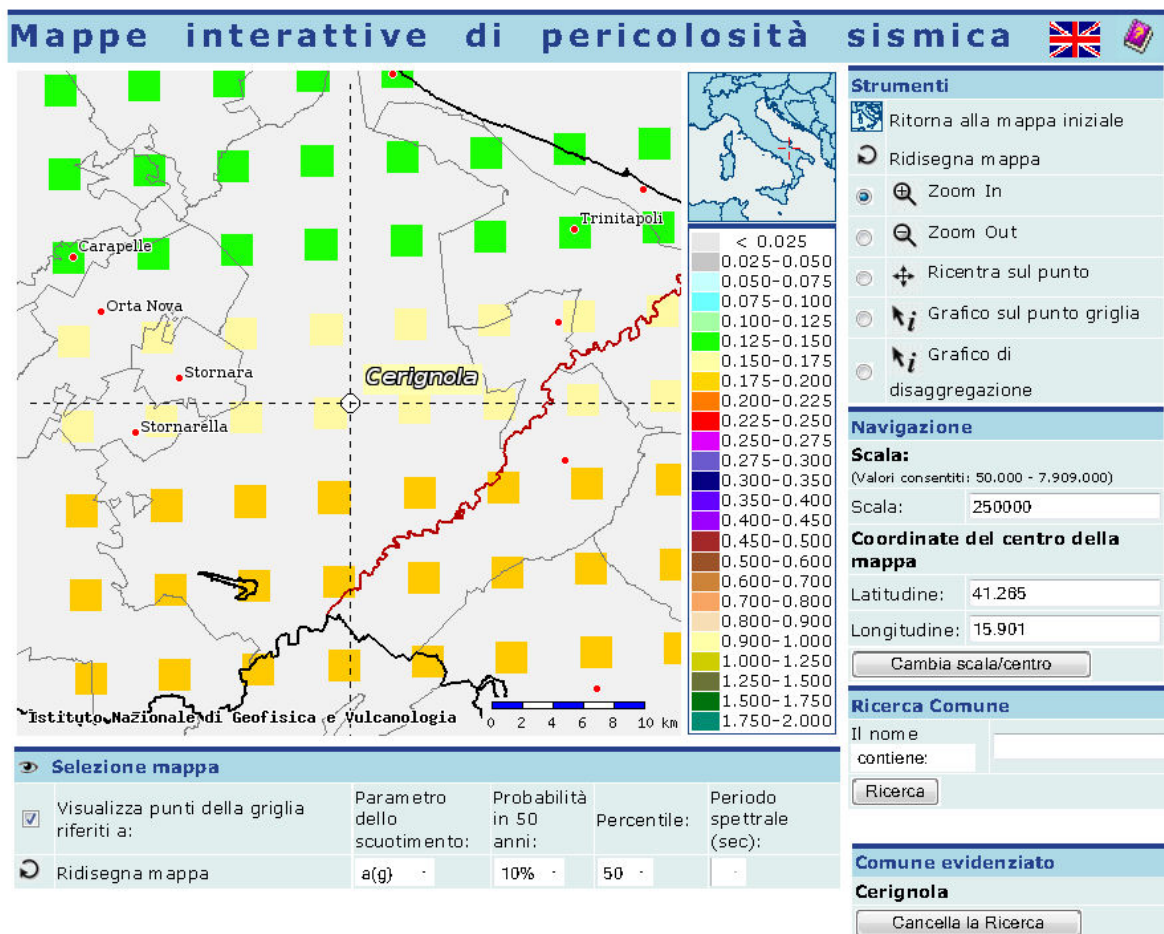 Mappe interattive di pericolosità sismica
Trinitapoli
Carapelle
Orta Nova
Stornara
Cerignola
Stornarella
Istituto Nazionale di Geofisica e Vulcanologia
0 2 4 6 8 10 km
< 0.025
0.025-0.050
0.050-0.075
0.075-0.100
0.100-0.125
0.125-0.150
0.150-0.175
0.175-0.200
0.200-0.225
0.225-0.250
0.250-0.275
0.275-0.300
0.300-0.350
0.350-0.400
0.400-0.450
0.450-0.500
0.500-0.600
0.600-0.700
0.700-0.800
0.800-0.900
0.900-1.000
1.000-1.250
1.250-1.500
1.500-1.750
1.750-2.000
Strumenti
Ritorna alla mappa iniziale
Ridisegna mappa
Zoom In
Zoom Out
Ricentra sul punto
Grafico sul punto griglia
Grafico di
disaggregazione
Navigazione
Scala:
(Valori consentiti: 50.000 - 7.909.000)
Scala: 250000
Coordinate del centro della
mappa
Latitudine: 41.265
Longitudine: 15.901
Cambia scala/centro
Ricerca Comune
Il nome
contiene:
Ricerca
Comune evidenziato
Cerignola
Cancella la Ricerca
Selezione mappa
Visualizza punti della griglia
riferiti a:
Parametro
dello
scuotimento:
Probabilità
in 50
anni:
Percentile:
Periodo
spettrale
(sec):
Ridisegna mappa
a(g)
10%
50